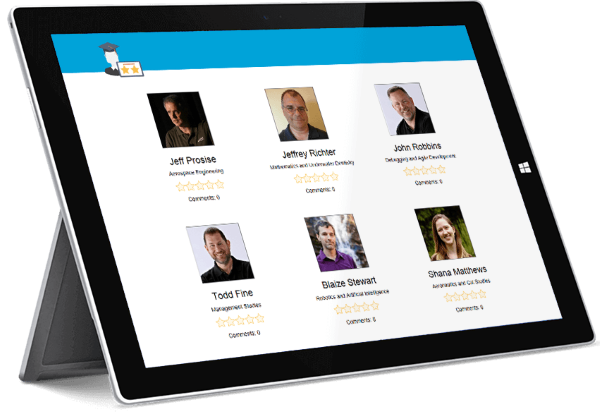 Jeff Prosise
Aerospace Engineering
Comments: 0
Jeffrey Richter
Mathematics and Underwater Dentistry
Comments: 0
John Robbins
Debugging and Agile Development
Comments: 0
Todd Fine
Management Studies
Comments: 0
Blaize Stewart
Robotics and Artificial Intelligence
Comments: 0
Shana Matthews
Aeronautics and Studies
Comments: 0